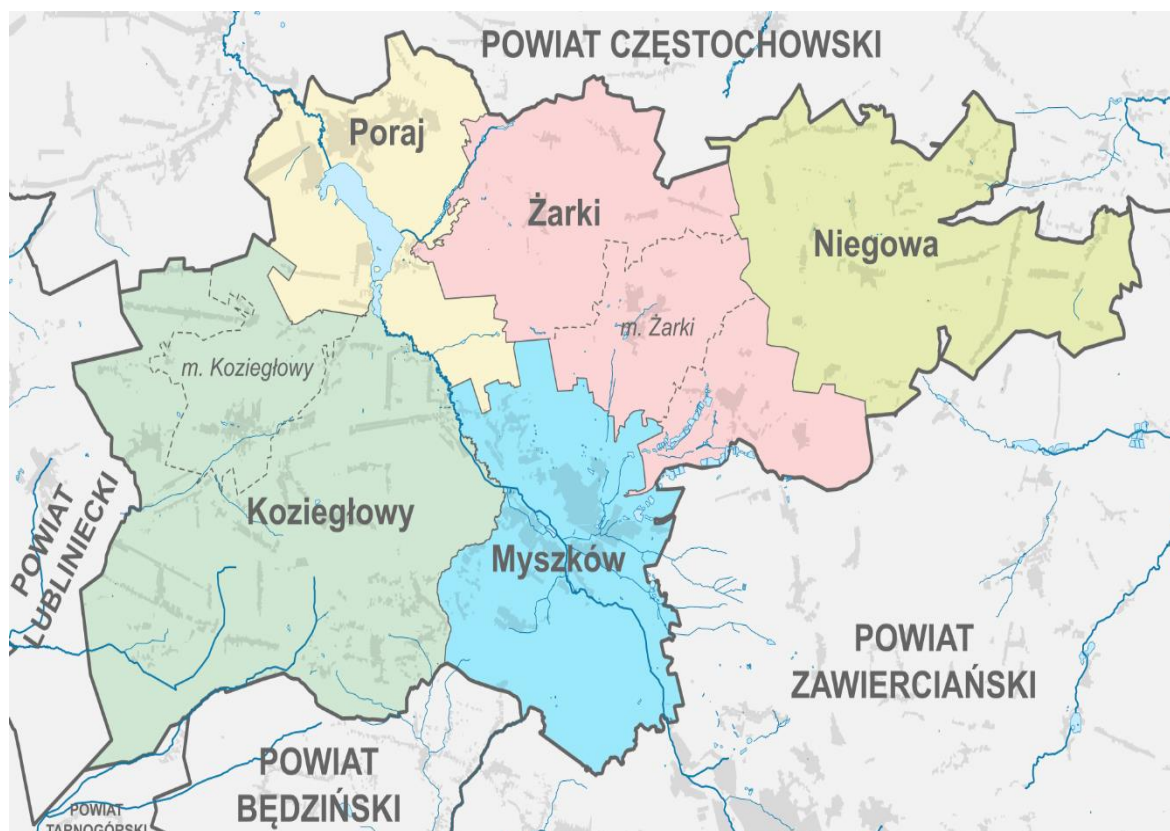 POWIAT CZĘSTOCHOWSKI
Poraj
Żarki
Niegowa
m. Żarki
m. Koziegłowy
Koziegłowy
Myszków
POWIAT
LUBLINIECKI
POWIAT
ZAWIERCIAŃSKI
POWIAT
BĘDZIŃSKI
POWIAT
TARNOGÓRSKI